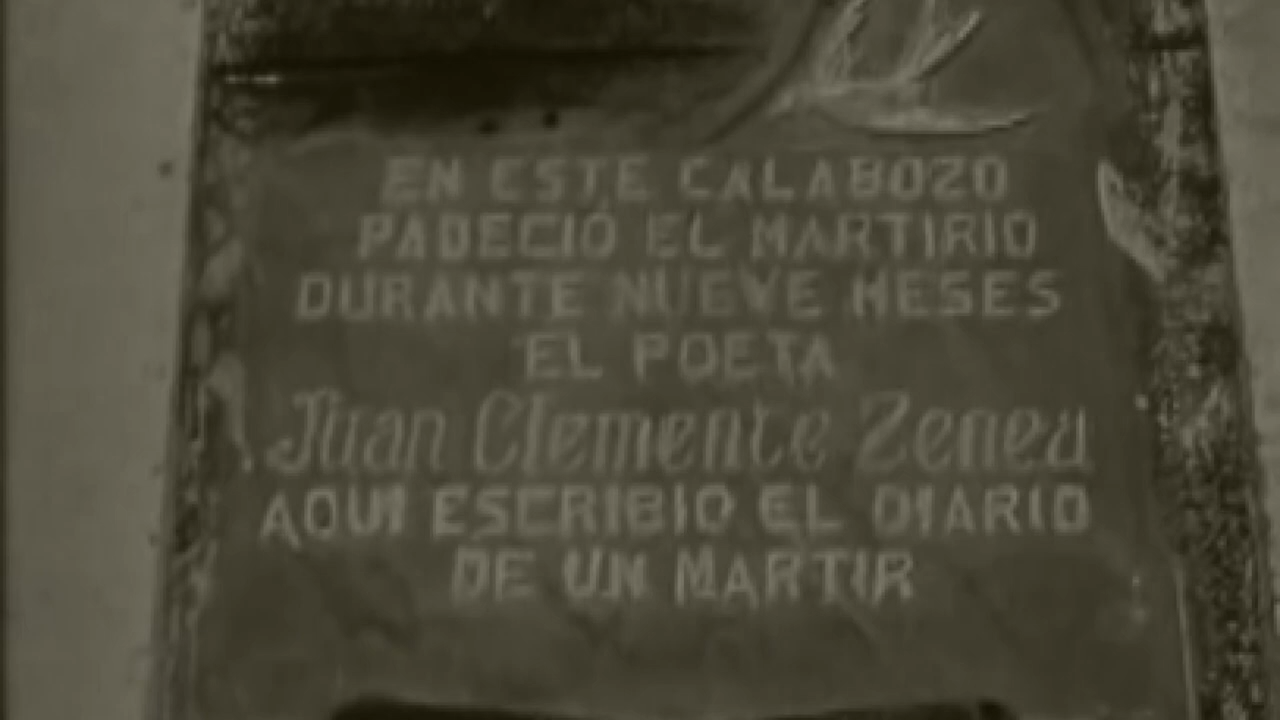 EN ESTE CALABOZO
PADECIÓ EL MARTIRIO
DURANTE NUEVE MESES
EL POETA
Juan Clemente Zenea
AQUI ESCRIBIO EL DIARIO
DE UN MARTIR